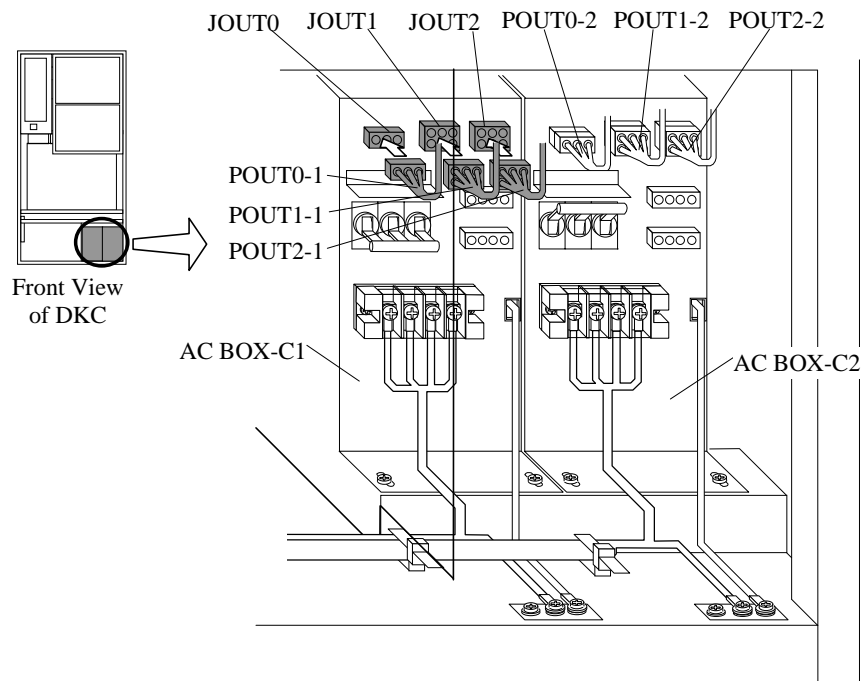 JOUT0 JOUT1 JOUT2 POUT0-2 POUT1-2 POUT2-2
POUT0-1
POUT1-1
POUT2-1
Front View
of DKC
AC BOX-C1
AC BOX-C2